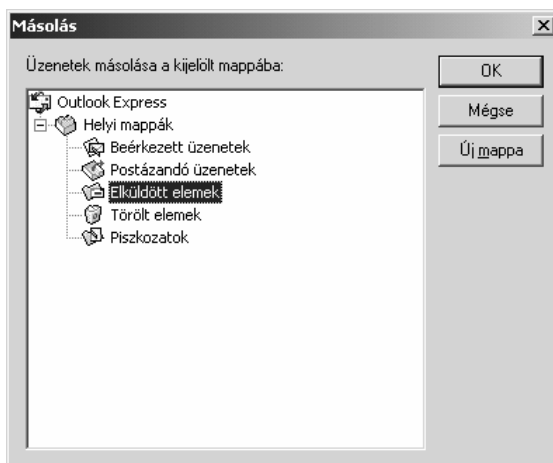 Másolás
Üzenetek másolása a kijelölt mappába:
OK
Mégse
Új mappa
Outlook Express
Helyi mappák
Beérkezett üzenetek
Postázandó üzenetek
Elküldött elemek
Törölt elemek
Piszkozatok